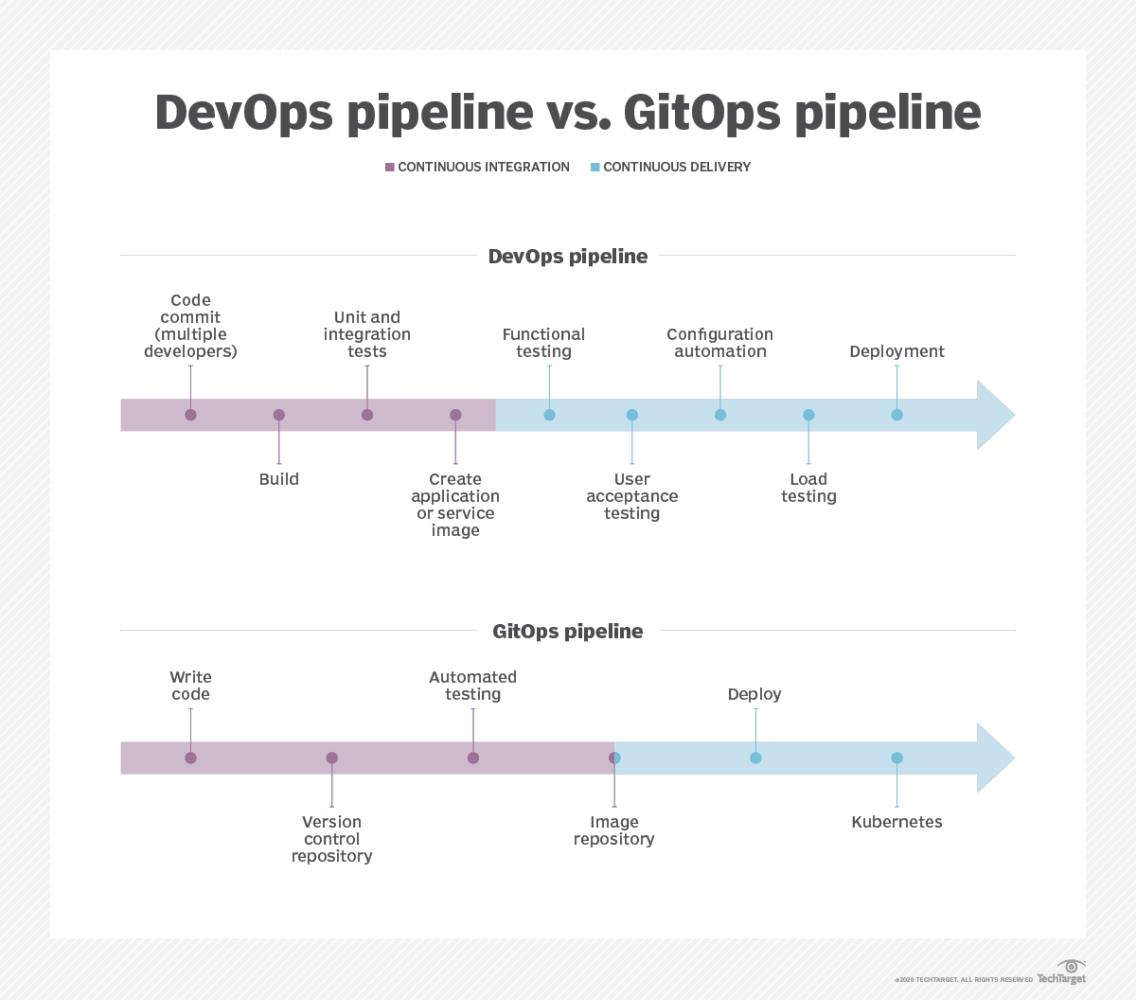 DevOps pipeline vs. GitOps pipeline
CONTINUOUS INTEGRATION
CONTINUOUS DELIVERY
DevOps pipeline
Code
commit
(multiple
developers)
Build
Unit and
integration
tests
Create
application
or service
image
Functional
testing
User
acceptance
testing
Configuration
automation
Load
testing
Deployment
GitOps pipeline
Write
code
Version
control
repository
Automated
testing
Image
repository
Deploy
Kubernetes
©2020 TECHTARGET. ALL RIGHTS RESERVED
TechTarget